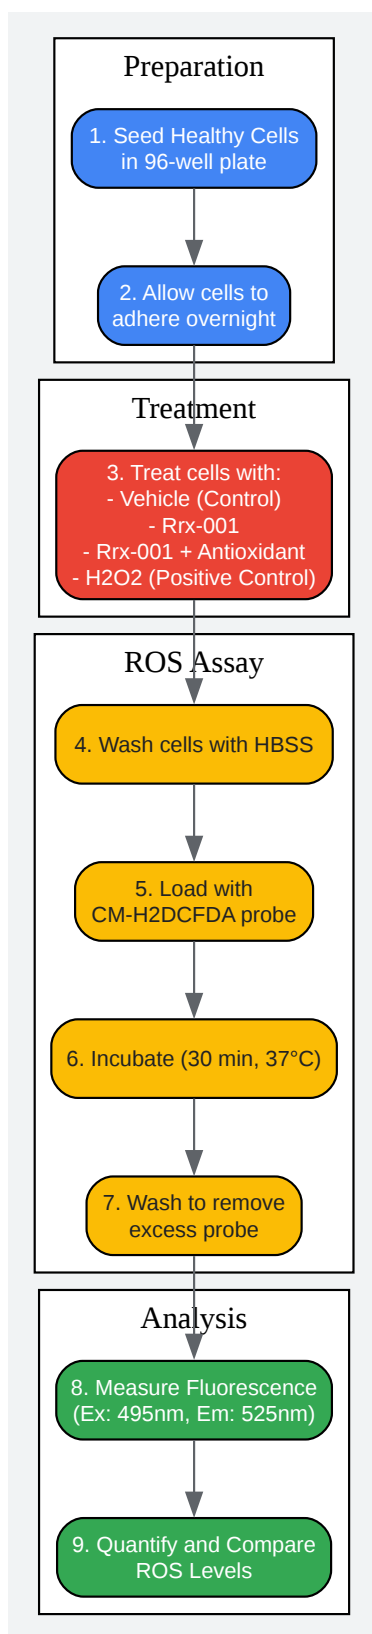 Preparation
1. Seed Healthy Cells
in 96-well plate
2. Allow cells to
adhere overnight
Treatment
3. Treat cells with:
- Vehicle (Control)
- Rrx-001
- Rrx-001 + Antioxidant
- H2O2 (Positive Control)
ROS Assay
4. Wash cells with HBSS
5. Load with
CM-H2DCFDA probe
6. Incubate (30 min, 37°C)
7. Wash to remove
excess probe
Analysis
8. Measure Fluorescence
(Ex: 495nm, Em: 525nm)
9. Quantify and Compare
ROS Levels